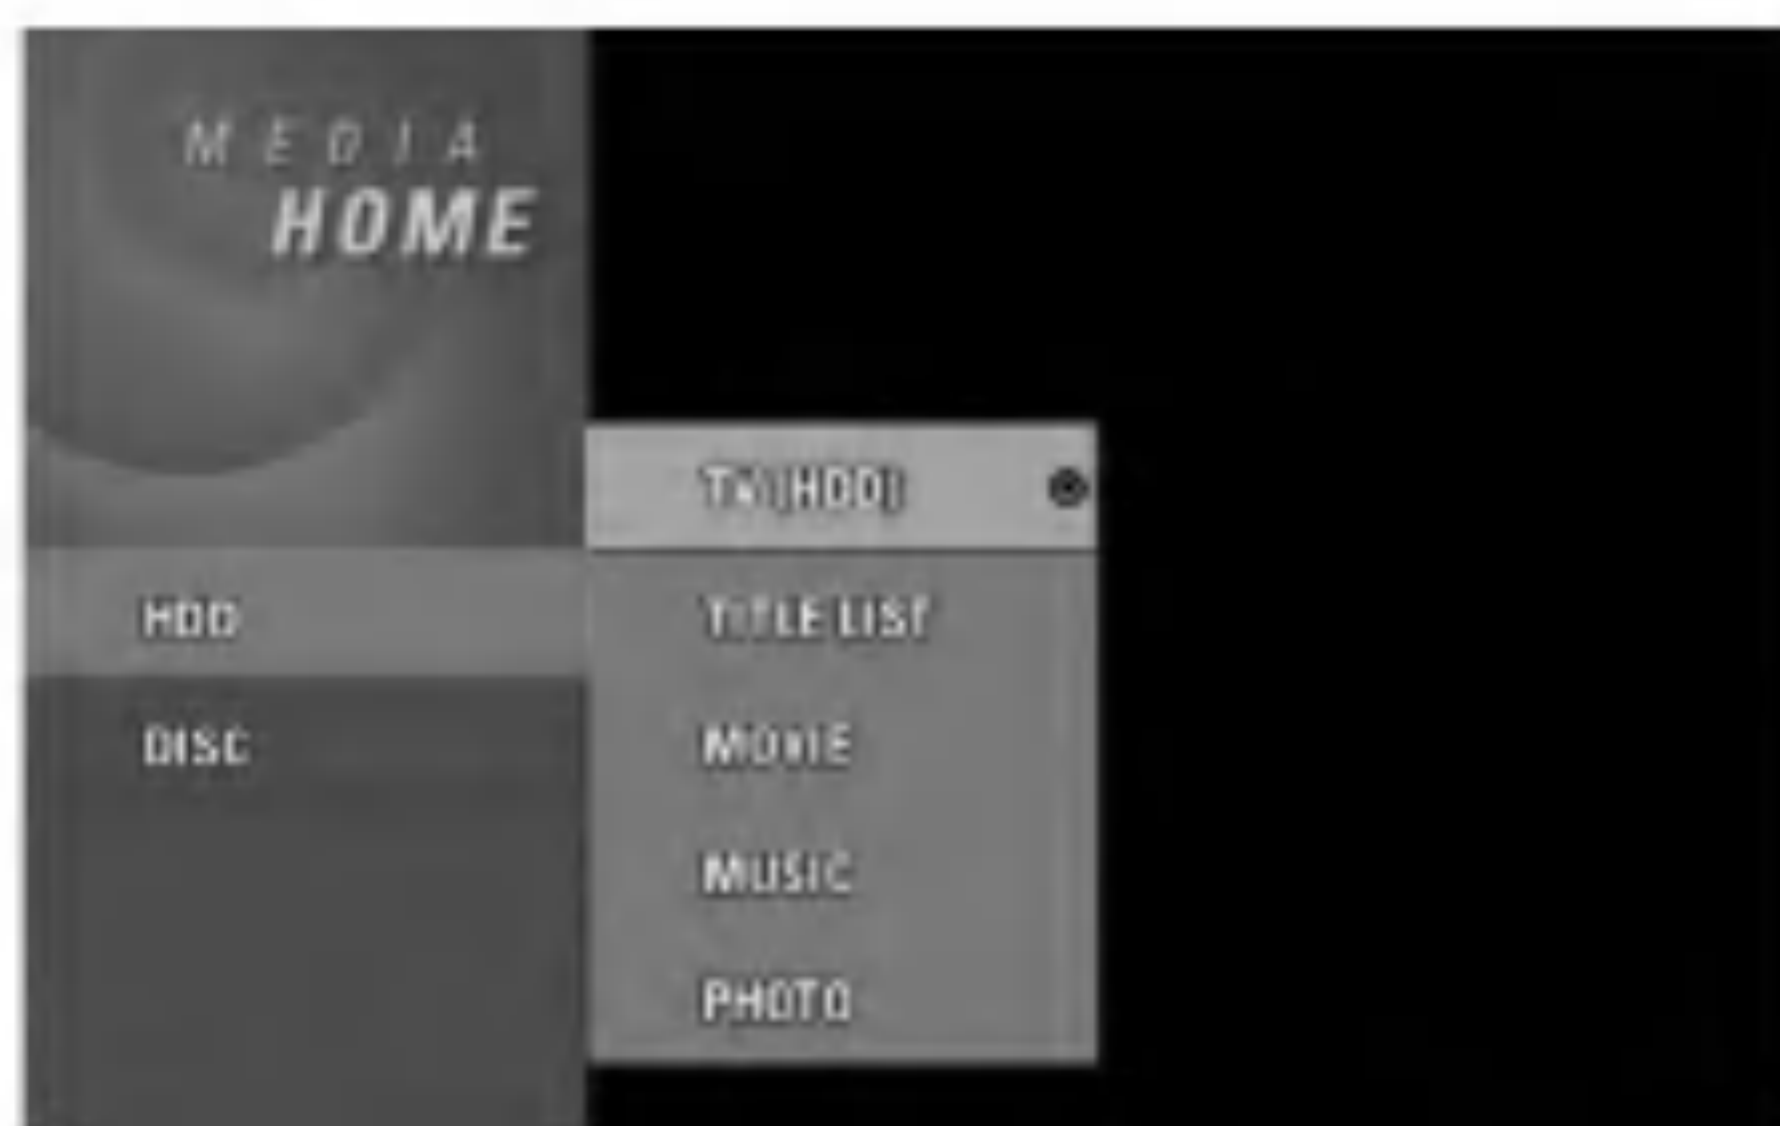 MEDIA
HOME
HDD
DISC
TV (HDD)
TITLE LIST
MOVIE
MUSIC
PHOTO